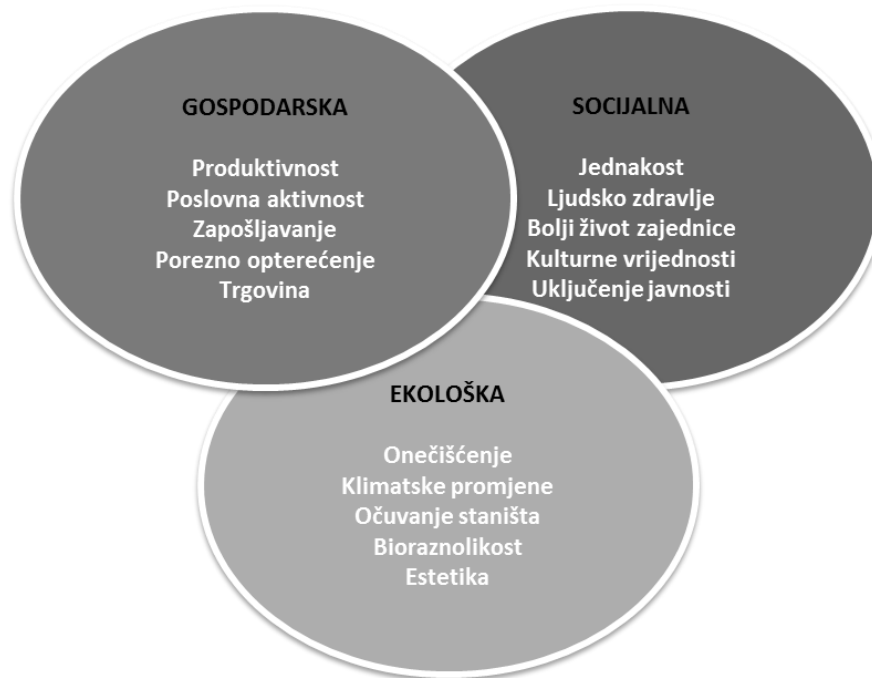 GOSPODARSKA
Produktivnost
Poslovna aktivnost
Zapošljavanje
Porezno opterećenje
Trgovina
SOCIJALNA
Jednakost
Ljudsko zdravlje
Bolji život zajednice
Kulturne vrijednosti
Uključenje javnosti
EKOLOŠKA
Onečišćenje
Klimatske promjene
Očuvanje staništa
Bioraznolikost
Estetika